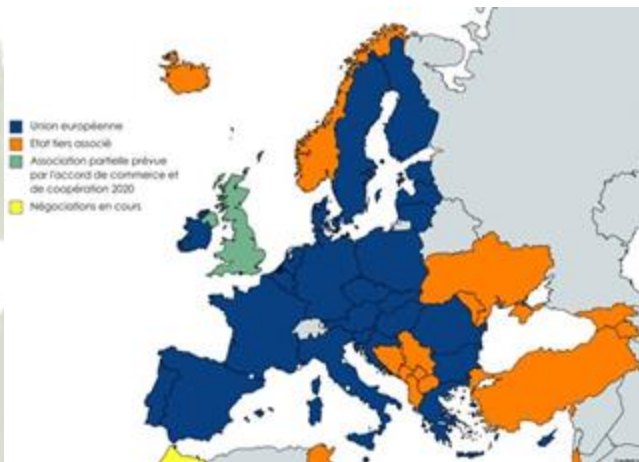 Union européenne
Etat tiers associé
Association partielle prévue
par l'accord de commerce et
de coopération 2020
Négociations en cours